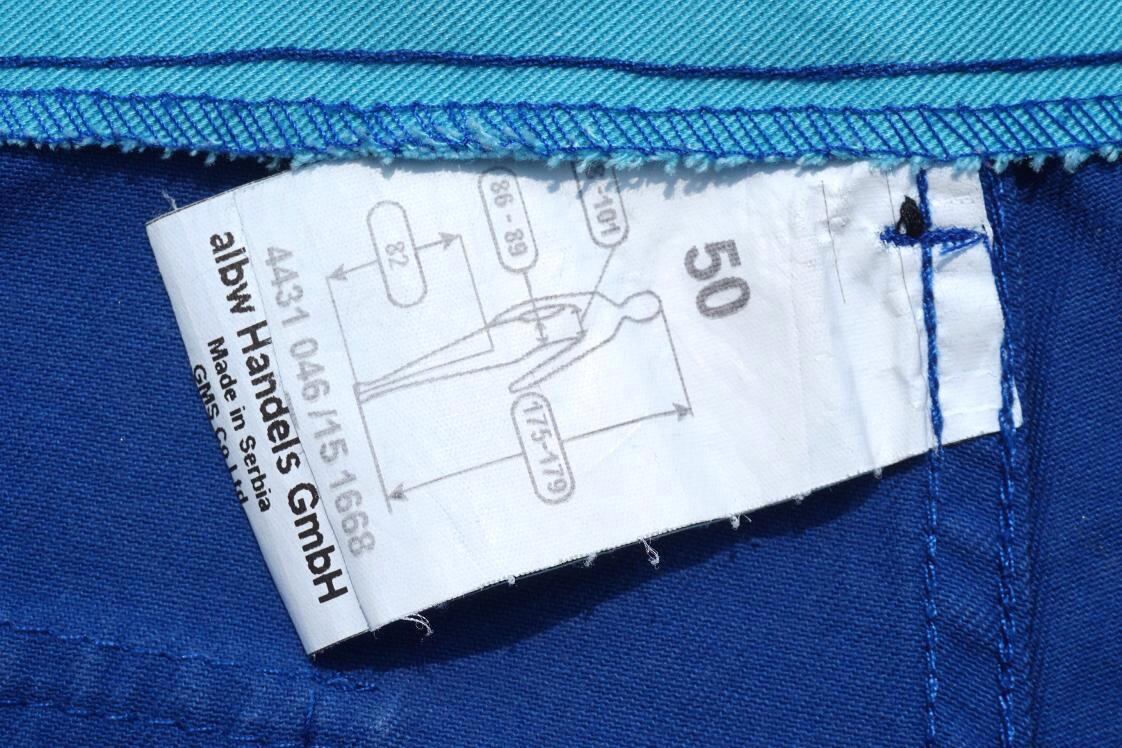 50
-101
86 - 89
82
175-179
4431 046 /15 1668
albw Handels GmbH
Made in Serbia
GMS Co Ltd